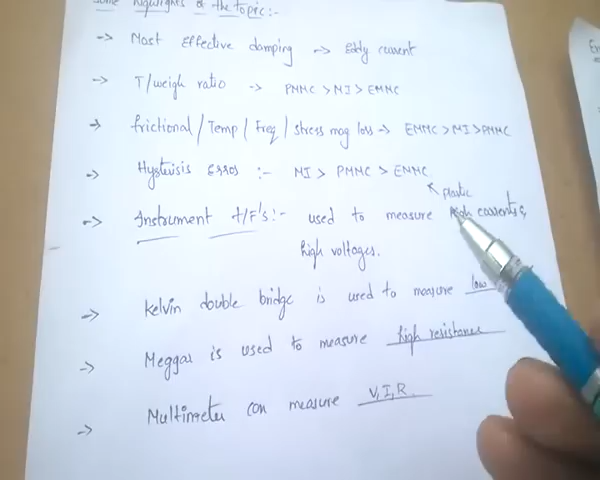 Some highlights of the topic:-
-> Most Effective damping -> Eddy current
-> T/weigh ratio -> PMMC > MI > EMMC
-> frictional / Temp / Freq / stress mag loss -> EMMC > MI > PMMC
-> Hysteisis Error :- MI > PMMC > EMMC
plastic
-> Instrument t/F's :- used to measure high currents &
high voltages.
-> Kelvin double bridge is used to measure low
-> Meggar is used to measure high resistance
-> Multimeter can measure V, I, R